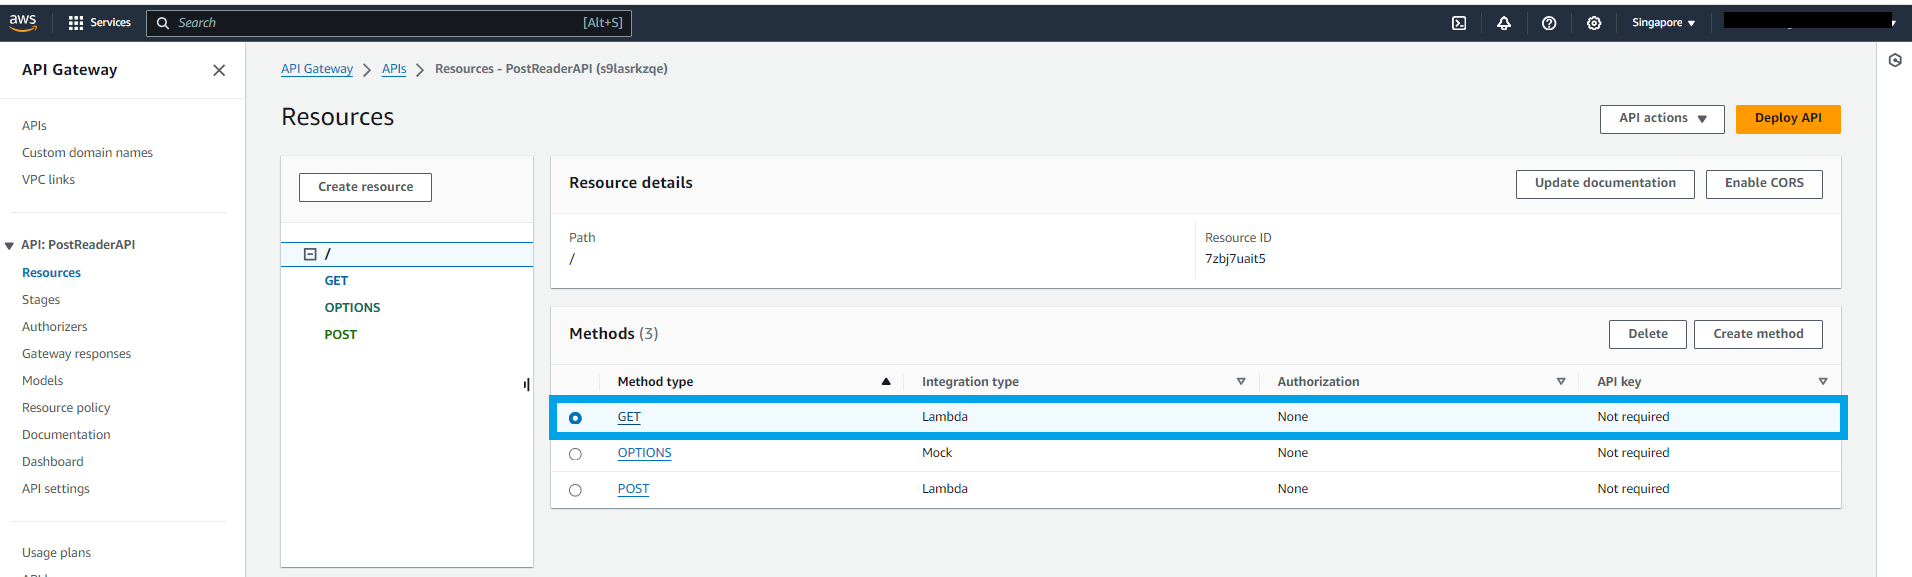 aws Services Search [Alt+S] Singapore
API Gateway
APIs
Custom domain names
VPC links
API: PostReaderAPI
Resources
Stages
Authorizers
Gateway responses
Models
Resource policy
Documentation
Dashboard
API settings
Usage plans
API Gateway APIs Resources - PostReaderAPI (s9lasrkzqe)
Resources
API actions Deploy API
Create resource
/
GET
OPTIONS
POST
Resource details
Update documentation Enable CORS
Path Resource ID
/ 7zbj7uait5
Methods (3)
Delete Create method
Method type Integration type Authorization API key
GET Lambda None Not required
OPTIONS Mock None Not required
POST Lambda None Not required